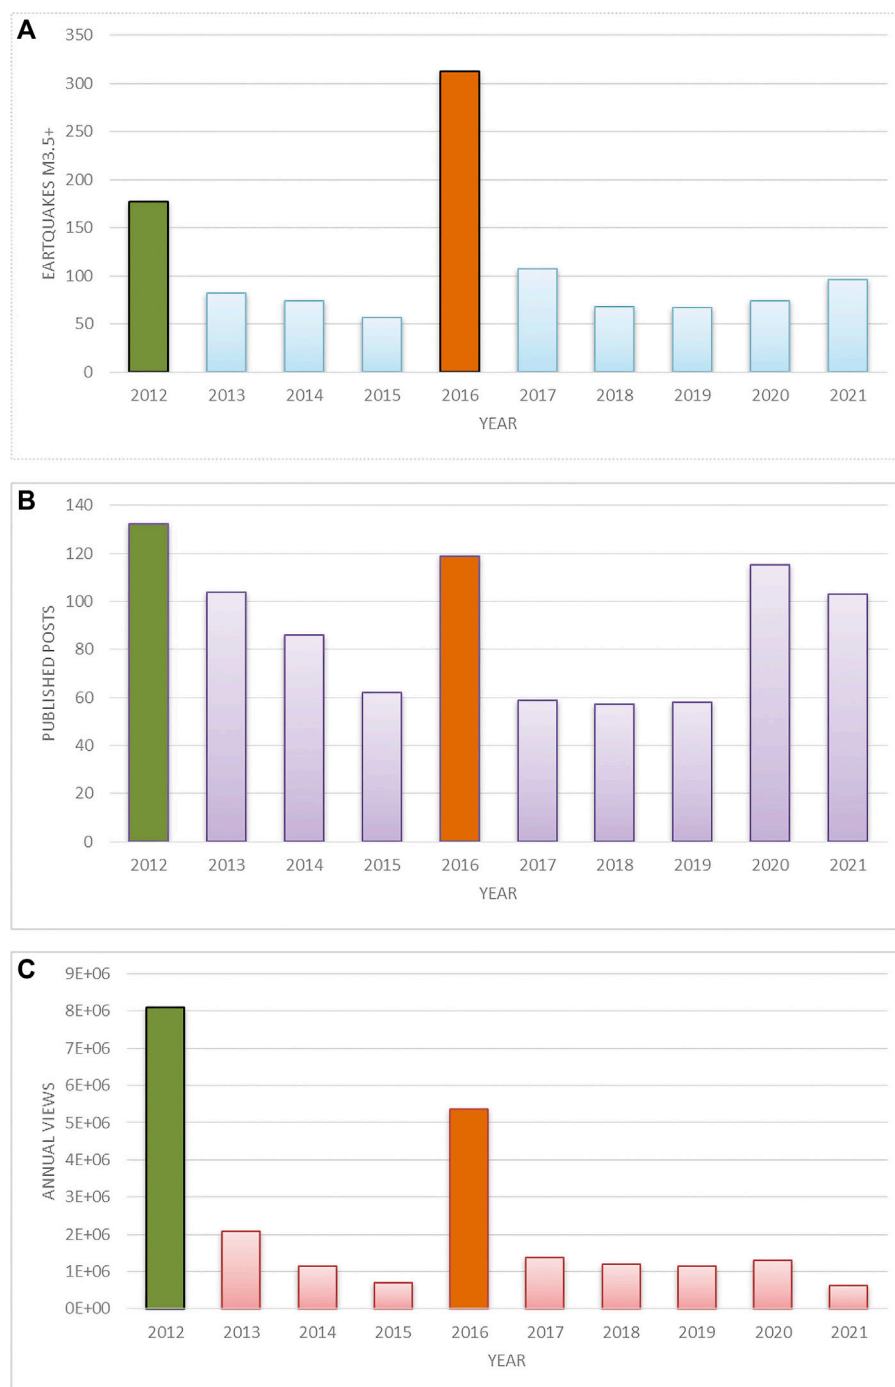 A
350
300
250
200
150
100
50
0
EARTQUAKES M3.5+
2012 2013 2014 2015 2016 2017 2018 2019 2020 2021
YEAR
B
140
120
100
80
60
40
20
0
PUBLISHED POSTS
2012 2013 2014 2015 2016 2017 2018 2019 2020 2021
YEAR
C
9E+06
8E+06
7E+06
6E+06
5E+06
4E+06
3E+06
2E+06
1E+06
0E+00
ANNUAL VIEWS
2012 2013 2014 2015 2016 2017 2018 2019 2020 2021
YEAR